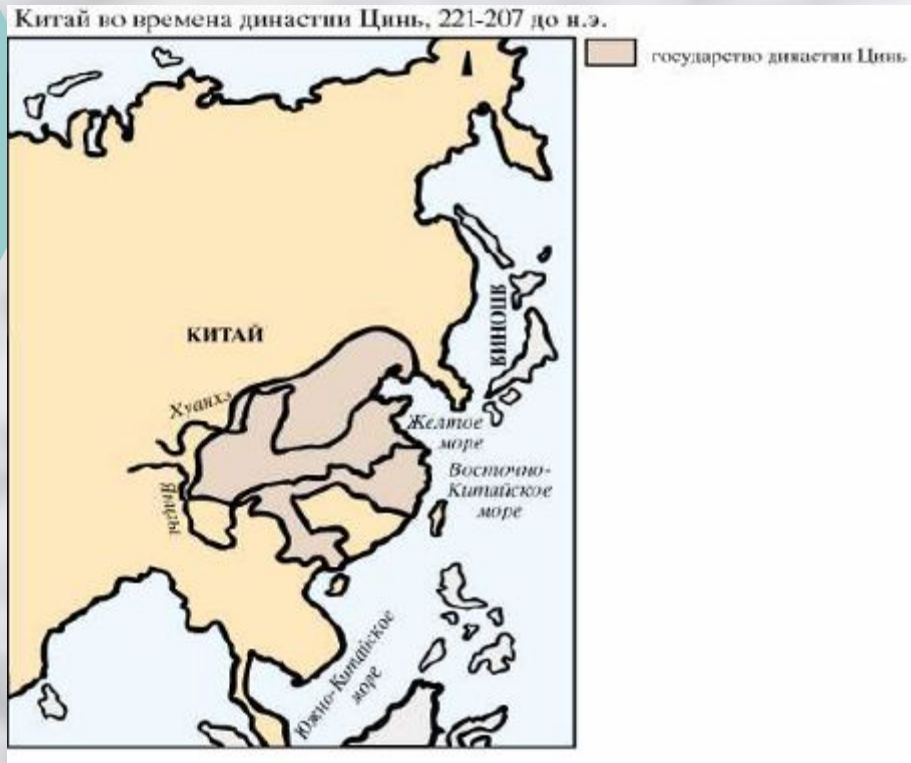 Китай во времена династии Цинь, 221-207 до н.э.
государство династии Цинь
КИТАЙ
ЯПОНИЯ
Хуанхэ
Желтое
море
Восточно-
Китайское
море
Янцзы
Южно-Китайское
море